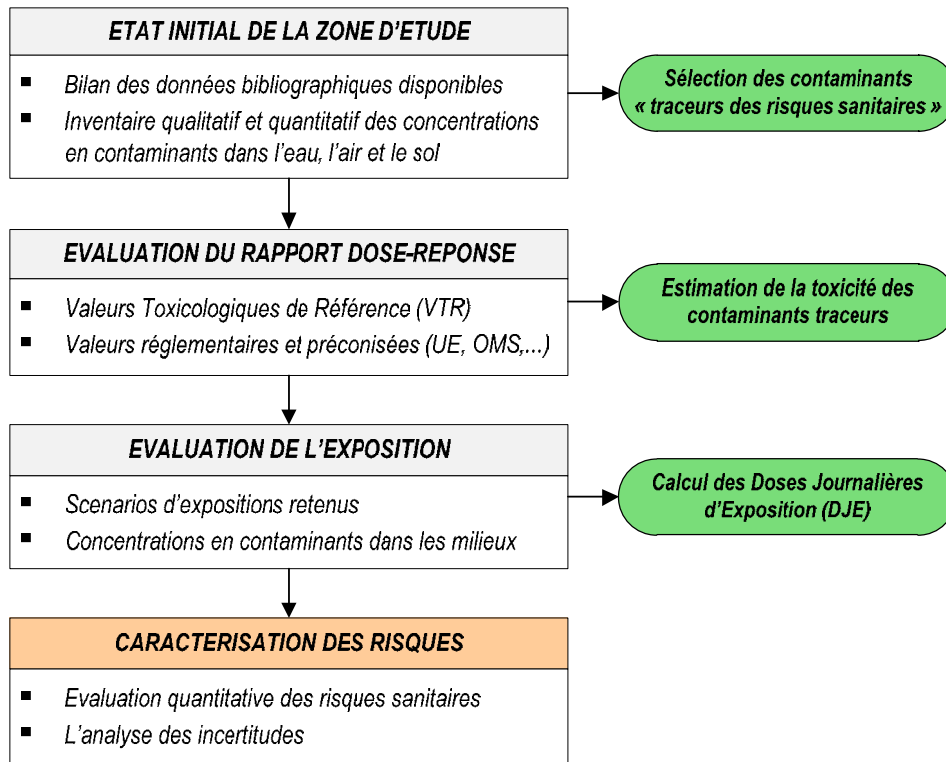 ETAT INITIAL DE LA ZONE D'ETUDE
▪ Bilan des données bibliographiques disponibles
▪ Inventaire qualitatif et quantitatif des concentrations
en contaminants dans l'eau, l'air et le sol
Sélection des contaminants
« traceurs des risques sanitaires »
EVALUATION DU RAPPORT DOSE-REPONSE
▪ Valeurs Toxicologiques de Référence (VTR)
▪ Valeurs réglementaires et préconisées (UE, OMS,...)
Estimation de la toxicité des
contaminants traceurs
EVALUATION DE L'EXPOSITION
▪ Scenarios d'expositions retenus
▪ Concentrations en contaminants dans les milieux
Calcul des Doses Journalières
d'Exposition (DJE)
CARACTERISATION DES RISQUES
▪ Evaluation quantitative des risques sanitaires
▪ L'analyse des incertitudes